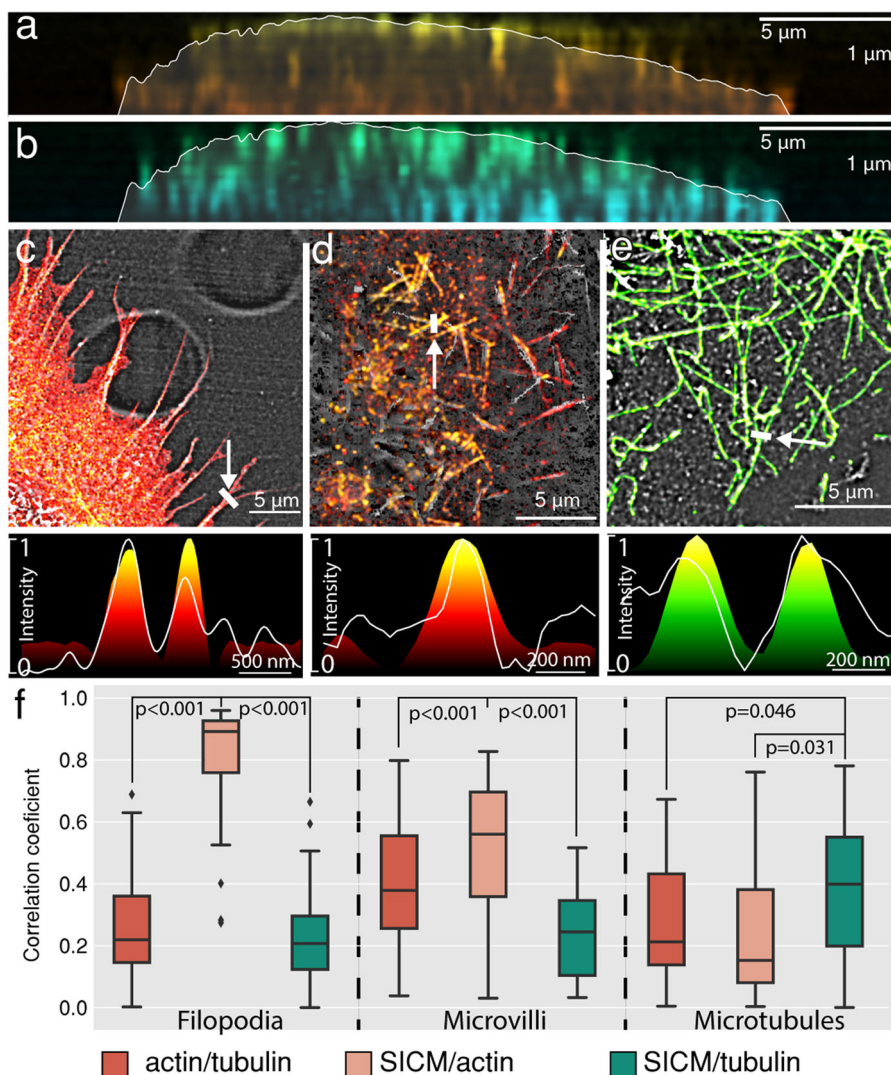 a
5 µm
1 µm
b
5 µm
1 µm
c
5 µm
d
5 µm
e
5 µm
1
Intensity
0
500 nm
1
Intensity
0
200 nm
1
Intensity
0
200 nm
f
1.0
0.8
0.6
0.4
0.2
0.0
Correlation coeficient
p<0.001
p<0.001
p<0.001
p<0.001
p=0.046
p=0.031
Filopodia
Microvilli
Microtubules
actin/tubulin
SICM/actin
SICM/tubulin